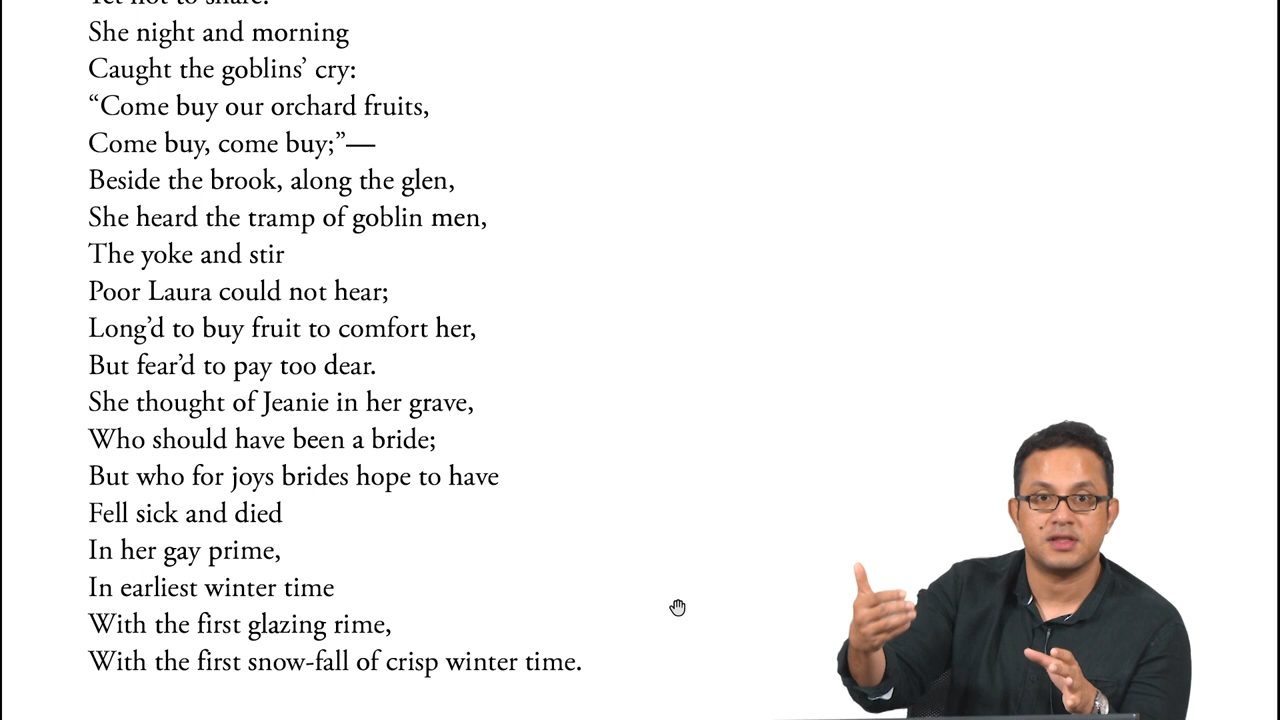 Yet not to share.
She night and morning
Caught the goblins’ cry:
“Come buy our orchard fruits,
Come buy, come buy;”—
Beside the brook, along the glen,
She heard the tramp of goblin men,
The yoke and stir
Poor Laura could not hear;
Long’d to buy fruit to comfort her,
But fear’d to pay too dear.
She thought of Jeanie in her grave,
Who should have been a bride;
But who for joys brides hope to have
Fell sick and died
In her gay prime,
In earliest winter time
With the first glazing rime,
With the first snow-fall of crisp winter time.